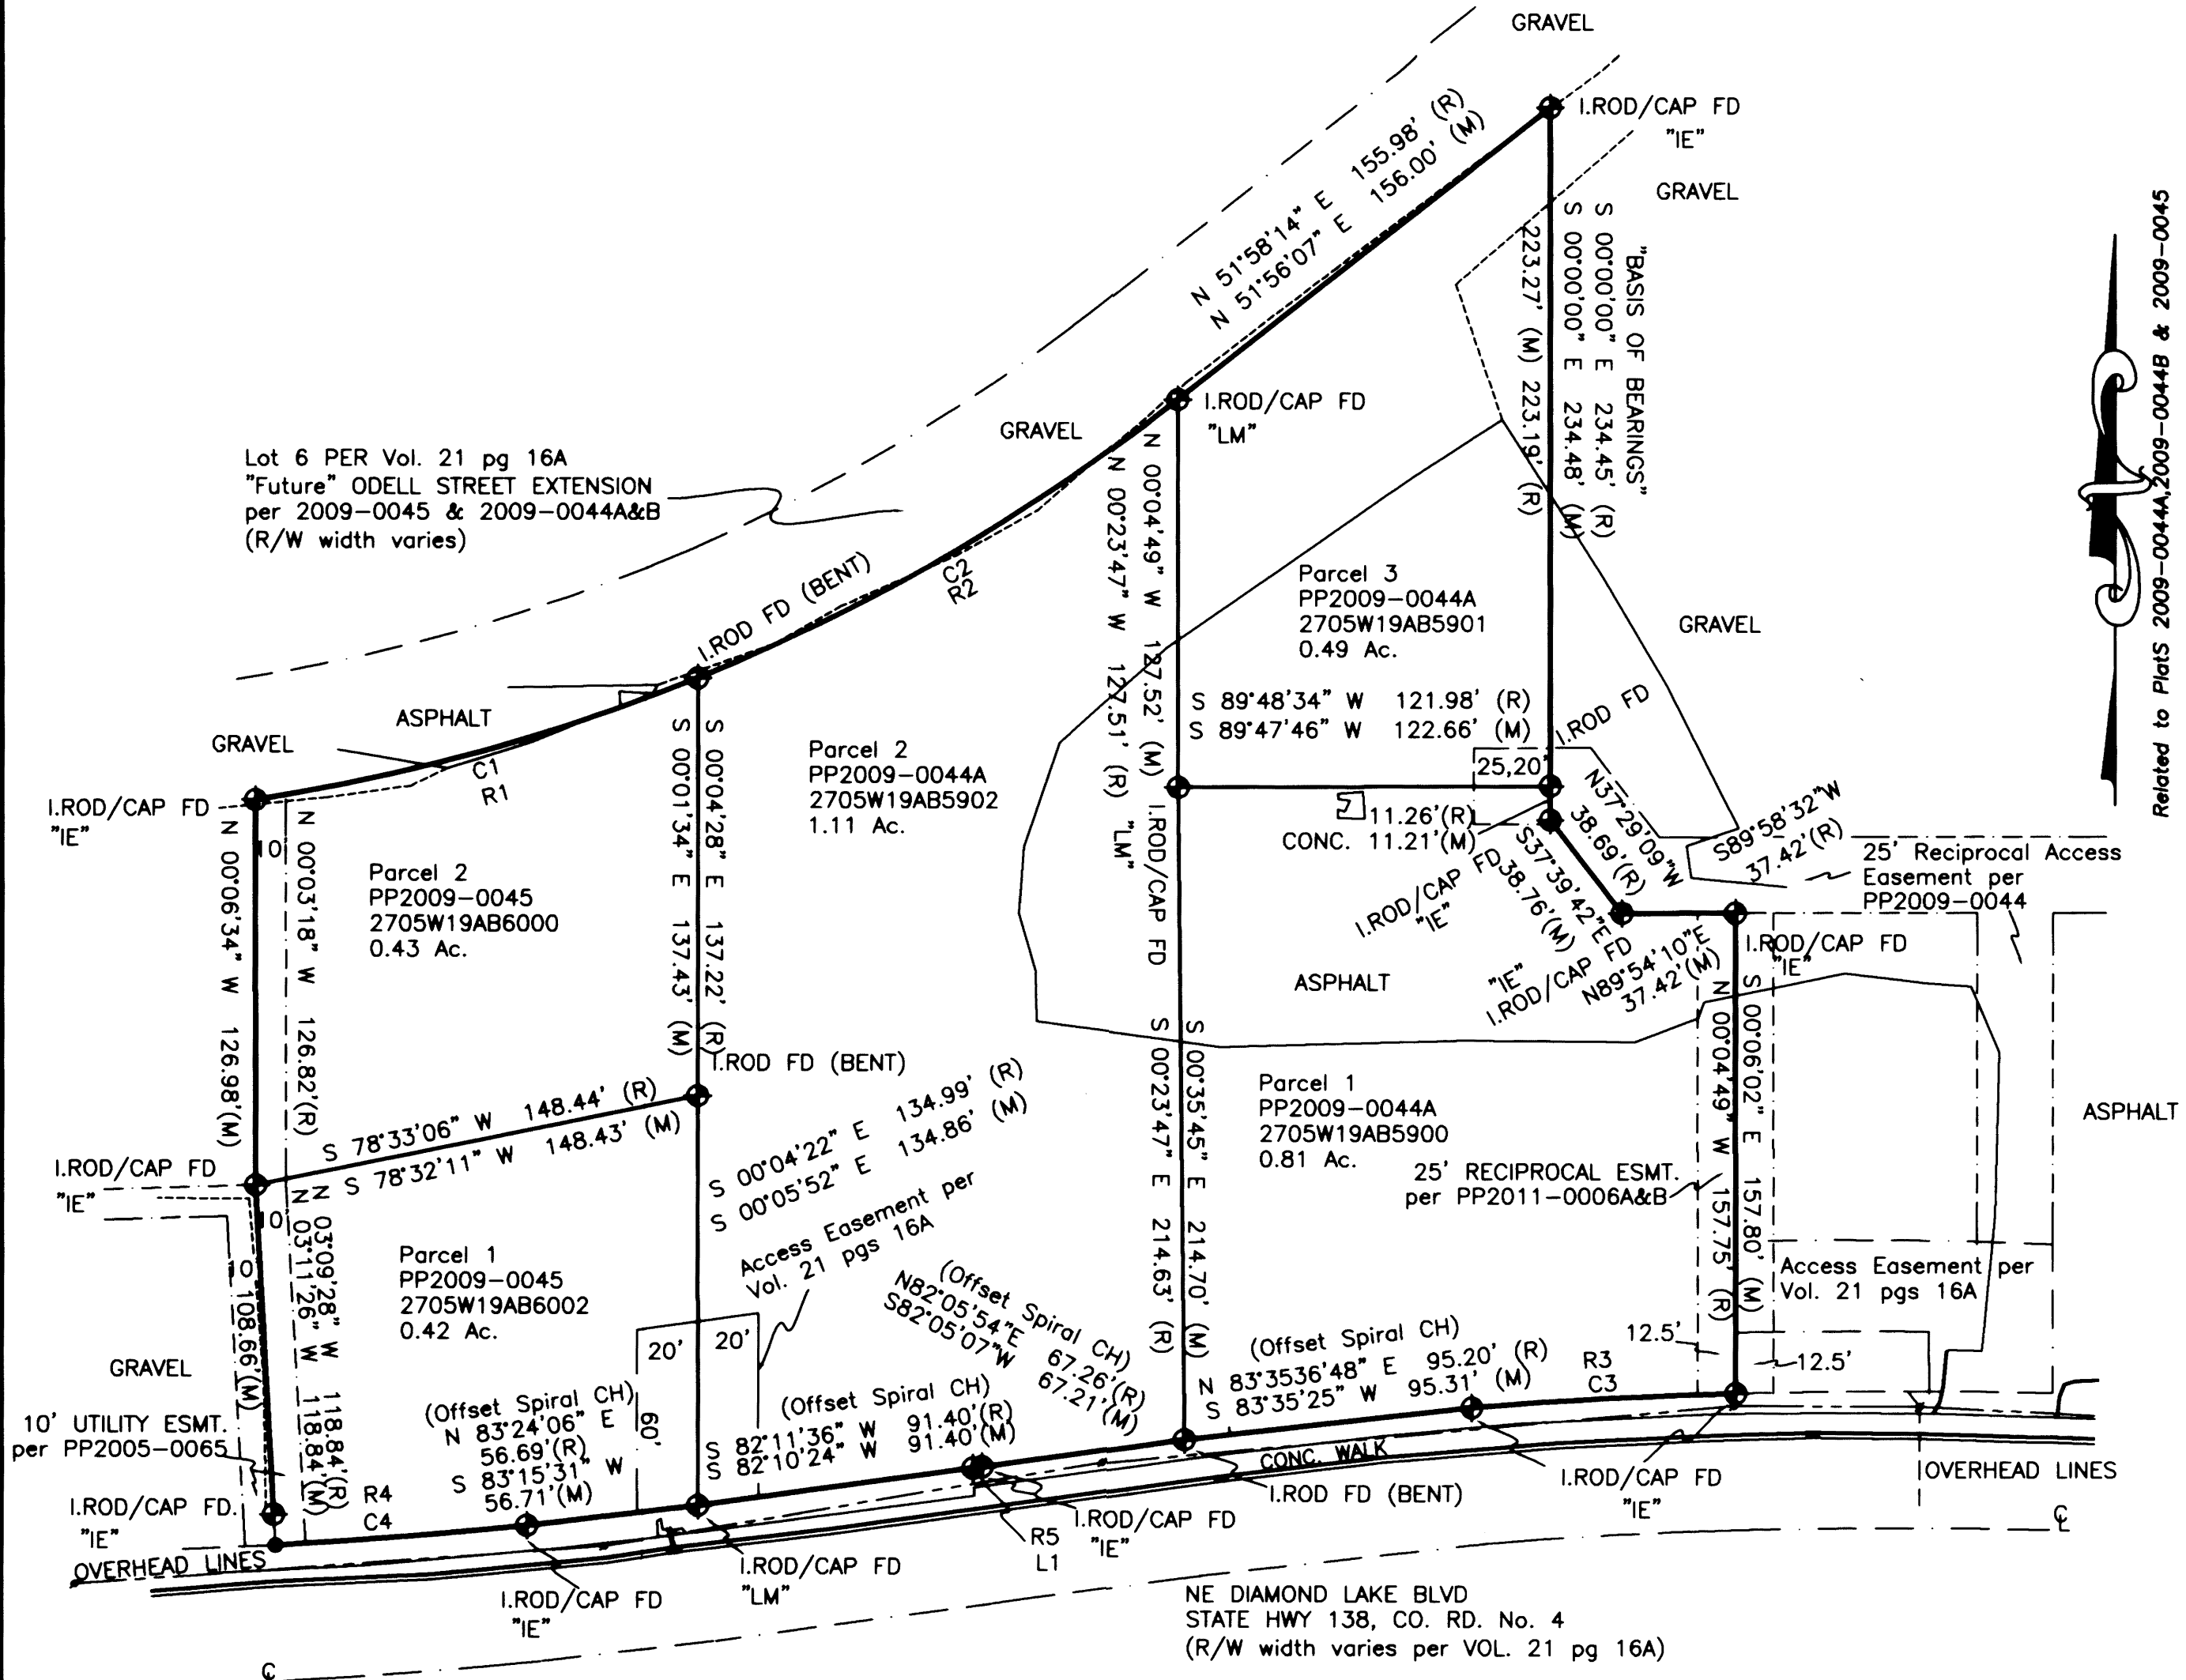 GRAVEL
I.ROD/CAP FD
"IE"
GRAVEL
N 51°58'14" E 155.98' (R)
N 51°56'07" E 156.00' (M)
"BASIS OF BEARINGS"
S 00°00'00" E 234.45' (R)
S 00°00'00" E 234.48' (M)
223.27' (M) 223.19' (R)
Related to PlatS 2009-0044A,2009-0044B & 2009-0045
I.ROD/CAP FD
"LM"
GRAVEL
Lot 6 PER Vol. 21 pg 16A
"Future" ODELL STREET EXTENSION
per 2009-0045 & 2009-0044A&B
(R/W width varies)
I.ROD FD (BENT)
C2
R2
N 00°04'49" W 127.52' (M)
N 00°23'47" W 127.51' (R)
Parcel 3
PP2009-0044A
2705W19AB5901
0.49 Ac.
GRAVEL
S 89°48'34" W 121.98' (R)
S 89°47'46" W 122.66' (M)
I.ROD FD
25,20'
ASPHALT
GRAVEL
C1
R1
I.ROD/CAP FD
"IE"
10
N 00°06'34" W 126.98'(M)
N 00°03'18" W 126.82'(R)
Parcel 2
PP2009-0045
2705W19AB6000
0.43 Ac.
S 00°04'28" E 137.22' (R)
S 00°01'34" E 137.43' (M)
Parcel 2
PP2009-0044A
2705W19AB5902
1.11 Ac.
I.ROD/CAP FD
"LM"
11.26'(R)
CONC. 11.21'(M)
N37°29'09"W
38.69'(R)
S37°39'42"E
38.76'(M)
I.ROD/CAP FD
"IE"
S89°58'32"W
37.42'(R)
25' Reciprocal Access
Easement per
PP2009-0044
"IE"
I.ROD/CAP FD
N89°54'10"E
37.42'(M)
I.ROD/CAP FD
"IE"
ASPHALT
I.ROD FD (BENT)
S 78°33'06" W 148.44' (R)
S 78°32'11" W 148.43' (M)
I.ROD/CAP FD
"IE"
S 00°04'22" E 134.99' (R)
S 00°05'52" E 134.86' (M)
Access Easement per
Vol. 21 pgs 16A
S 00°35'45" E 214.70' (M)
S 00°23'47" E 214.63' (R)
Parcel 1
PP2009-0044A
2705W19AB5900
0.81 Ac.
25' RECIPROCAL ESMT.
per PP2011-0006A&B
S 00°06'02" E 157.80' (M)
N 00°04'49" W 157.75' (R)
ASPHALT
Access Easement per
Vol. 21 pgs 16A
12.5'
12.5'
10
10
108.66'(M)
N 03°09'28" W 118.84'(R)
N 03°11'26" W 118.84'(M)
Parcel 1
PP2009-0045
2705W19AB6002
0.42 Ac.
GRAVEL
10' UTILITY ESMT.
per PP2005-0065
I.ROD/CAP FD.
"IE"
OVERHEAD LINES
R4
C4
(Offset Spiral CH)
N 83°24'06" E
56.69'(R)
S 83°15'31" W
56.71'(M)
20'
20'
60'
(Offset Spiral CH)
S 82°11'36" W 91.40'(R)
S 82°10'24" W 91.40'(M)
(Offset Spiral CH)
N82°05'54"E 67.26'(R)
S82°05'07"W 67.21'(M)
(Offset Spiral CH)
N 83°3536'48" E 95.20' (R)
S 83°35'25" W 95.31' (M)
R3
C3
CONC. WALK
I.ROD/CAP FD
"IE"
I.ROD/CAP FD
"LM"
R5
L1
I.ROD/CAP FD
"IE"
I.ROD FD (BENT)
I.ROD/CAP FD
"IE"
OVERHEAD LINES
NE DIAMOND LAKE BLVD
STATE HWY 138, CO. RD. No. 4
(R/W width varies per VOL. 21 pg 16A)
℄
℄